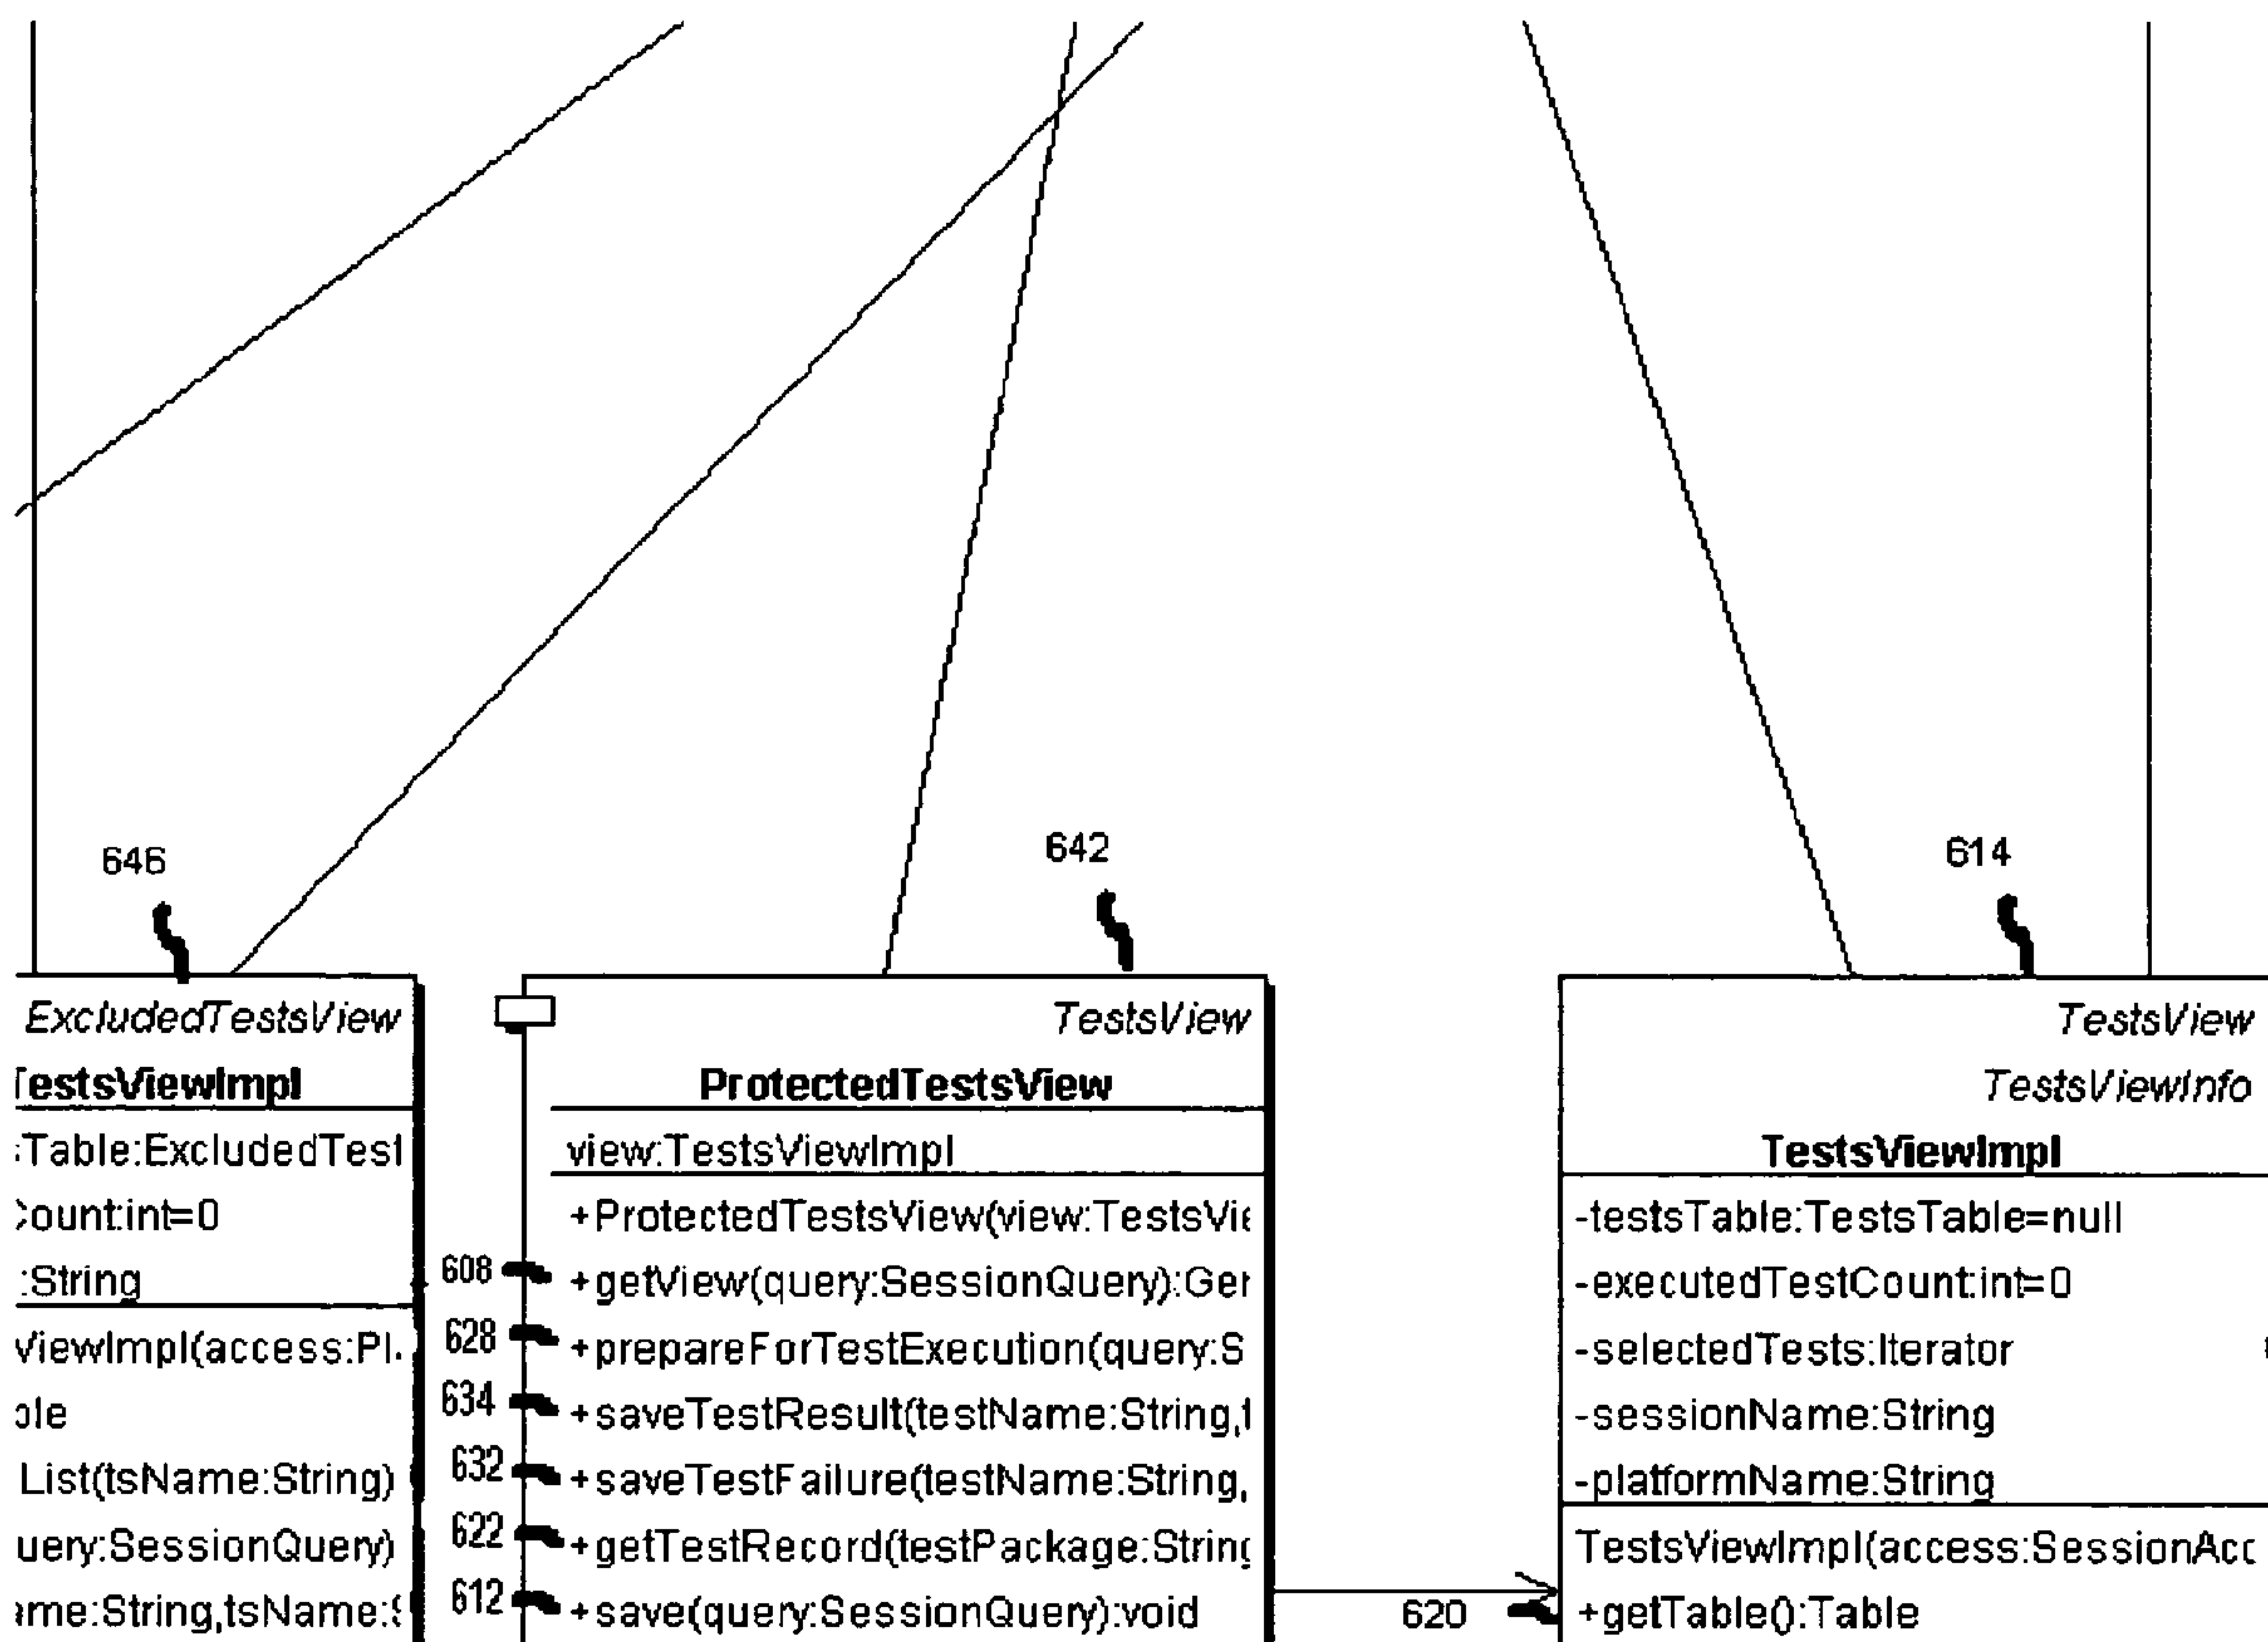 646
642
614
ExcludedTestsView
TestsViewImpl
:Table:ExcludedTest
Count:int=0
:String
ViewImpl(access:Pl
ble
List(tsName:String)
uery:SessionQuery)
ame:String,tsName:S
TestsView
ProtectedTestsView
view:TestsViewImpl
+ProtectedTestsView(view:TestsVie
608 +getView(query:SessionQuery):Ger
628 +prepareForTestExecution(query:S
634 +saveTestResult(testName:String,t
632 +saveTestFailure(testName:String,
622 +getTestRecord(testPackage:String
612 +save(query:SessionQuery):void
TestsView
TestsViewInfo
TestsViewImpl
-testsTable:TestsTable=null
-executedTestCount:int=0
-selectedTests:Iterator
-sessionName:String
-platformName:String
TestsViewImpl(access:SessionAcc
620 +getTable():Table